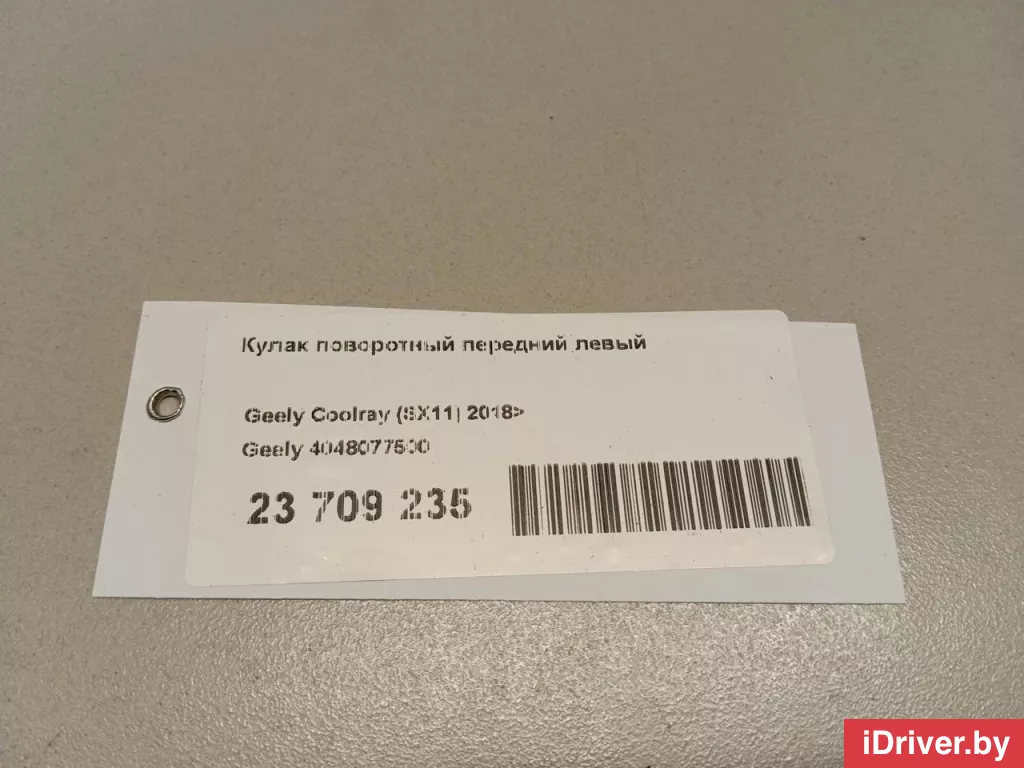 Кулак поворотный передний левый
Geely Coolray (SX11) 2018>
Geely 4048077500
23 709 235
iDriver.by